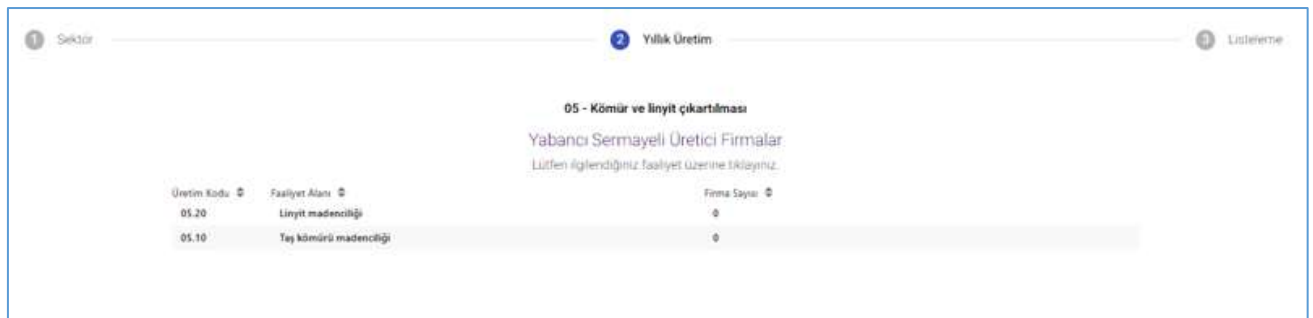 1 Sektör 2 Yıllık Üretim 3 Listeleme
05 - Kömür ve linyit çıkartılması
Yabancı Sermayeli Üretici Firmalar
Lütfen ilgilendiğiniz faaliyet üzerine tıklayınız.
Üretim Kodu Faaliyet Alanı Firma Sayısı
05.20 Linyit madenciliği 0
05.10 Taş kömürü madenciliği 0